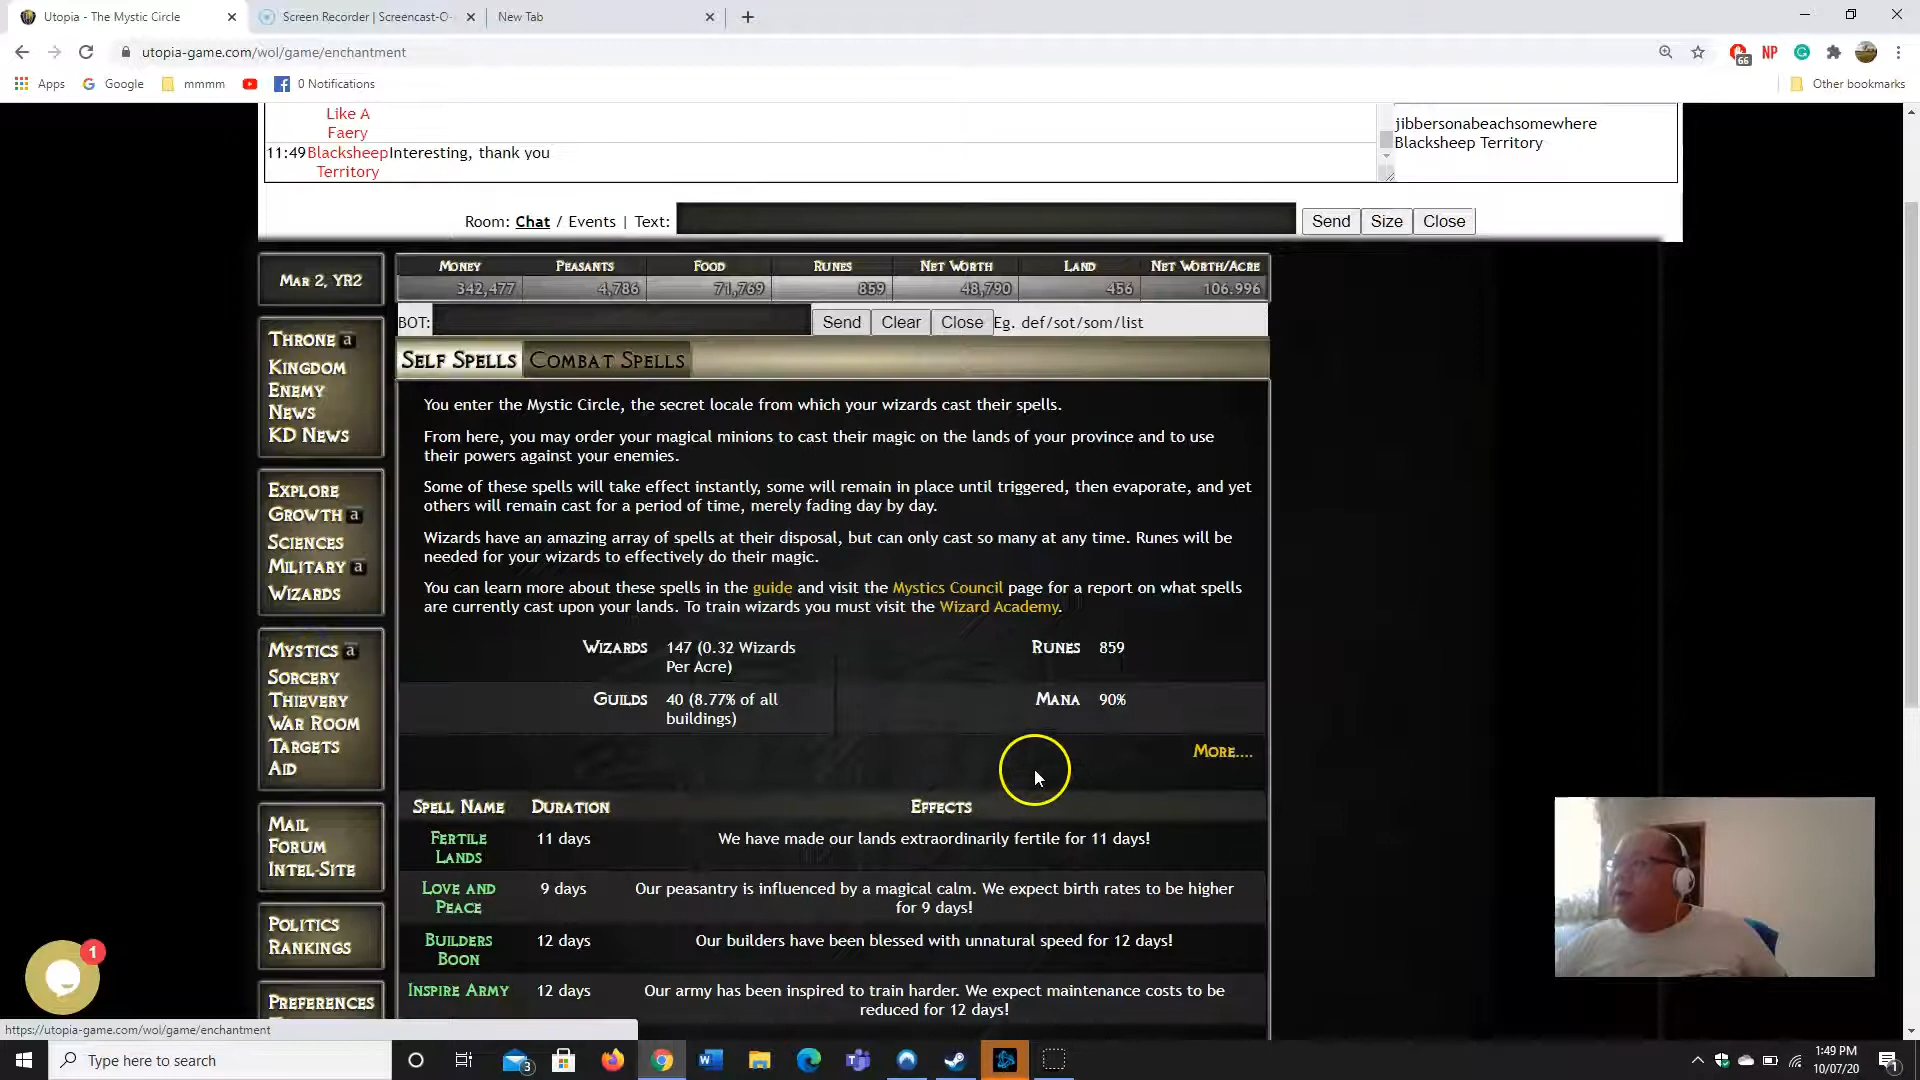 Utopia - The Mystic Circle
Screen Recorder | Screencast-O-
New Tab
utopia-game.com/wol/game/enchantment
66
NP
Apps
Google
mmmm
0 Notifications
Other bookmarks
Like A
Faery
11:49 Blacksheep Interesting, thank you
Territory
jibbersonabeachsomewhere
Blacksheep Territory
Room: Chat / Events | Text:
Send
Size
Close
Mar 2, YR2
Money
Peasants
Food
Runes
Net Worth
Land
Net Worth/Acre
342,477
4,786
71,769
859
48,790
456
106.996
BOT:
Send
Clear
Close
Eg. def/sot/som/list
Throne a
Kingdom
Enemy
News
KD News
Explore
Growth a
Sciences
Military a
Wizards
Mystics a
Sorcery
Thievery
War Room
Targets
Aid
Mail
Forum
Intel-Site
Politics
Rankings
Preferences
Self Spells
Combat Spells
You enter the Mystic Circle, the secret locale from which your wizards cast their spells.
From here, you may order your magical minions to cast their magic on the lands of your province and to use
their powers against your enemies.
Some of these spells will take effect instantly, some will remain in place until triggered, then evaporate, and yet
others will remain cast for a period of time, merely fading day by day.
Wizards have an amazing array of spells at their disposal, but can only cast so many at any time. Runes will be
needed for your wizards to effectively do their magic.
You can learn more about these spells in the guide and visit the Mystics Council page for a report on what spells
are currently cast upon your lands. To train wizards you must visit the Wizard Academy.
Wizards
147 (0.32 Wizards
Per Acre)
Runes
859
Guilds
40 (8.77% of all
buildings)
Mana
90%
More....
Spell Name
Duration
Effects
Fertile
Lands
11 days
We have made our lands extraordinarily fertile for 11 days!
Love and
Peace
9 days
Our peasantry is influenced by a magical calm. We expect birth rates to be higher
for 9 days!
Builders
Boon
12 days
Our builders have been blessed with unnatural speed for 12 days!
Inspire Army
12 days
Our army has been inspired to train harder. We expect maintenance costs to be
reduced for 12 days!
1
https://utopia-game.com/wol/game/enchantment
Type here to search
3
1:49 PM
10/07/20
1